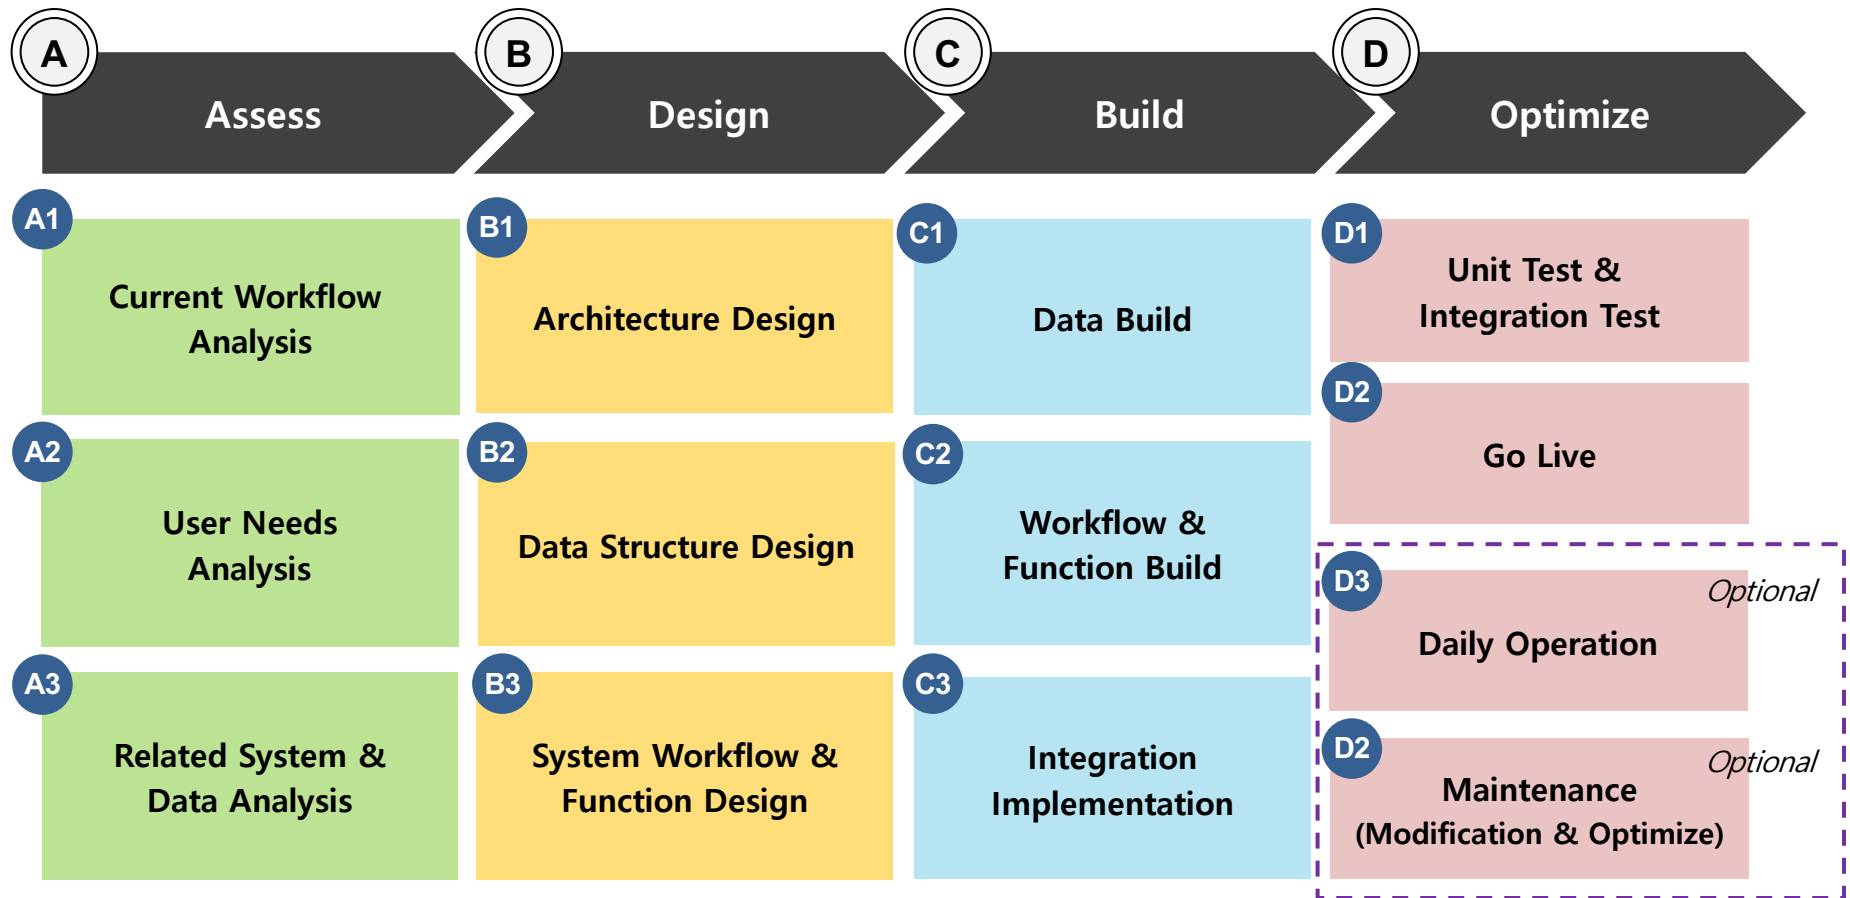 A
Assess
B
Design
C
Build
D
Optimize
A1
Current Workflow
Analysis
A2
User Needs
Analysis
A3
Related System &
Data Analysis
B1
Architecture Design
B2
Data Structure Design
B3
System Workflow &
Function Design
C1
Data Build
C2
Workflow &
Function Build
C3
Integration
Implementation
D1
Unit Test &
Integration Test
D2
Go Live
D3
Optional
Daily Operation
D2
Optional
Maintenance
(Modification & Optimize)